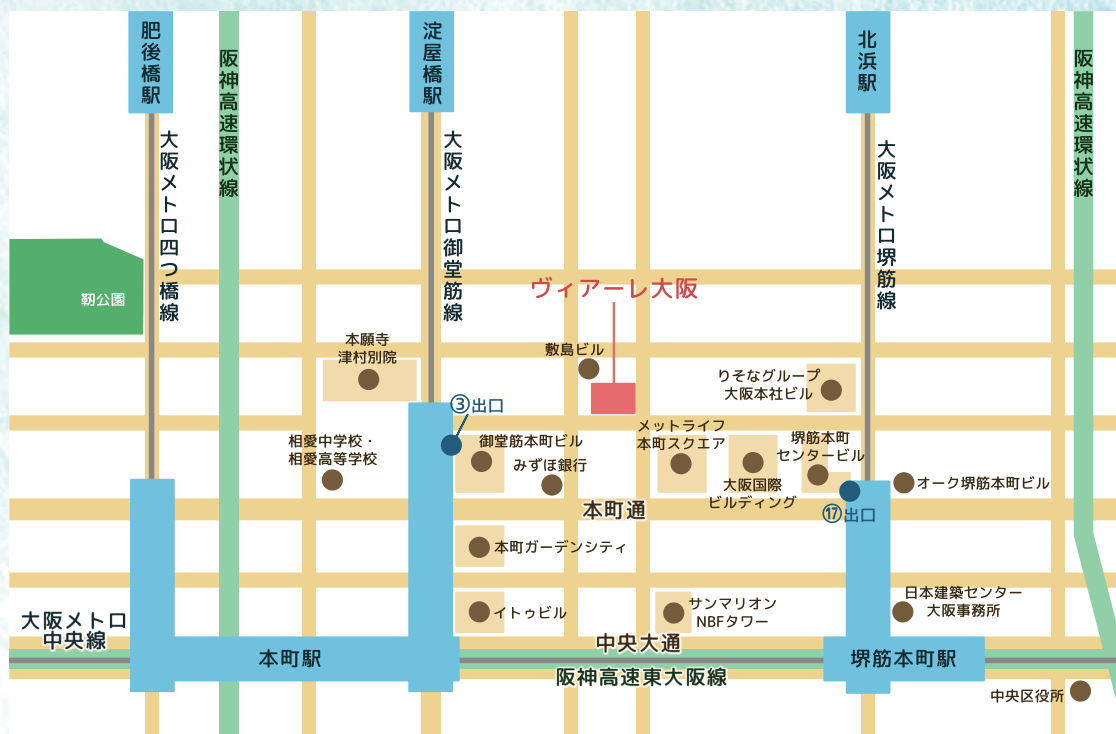 肥後橋駅
淀屋橋駅
北浜駅
阪神高速環状線
阪神高速環状線
大阪メトロ四つ橋線
大阪メトロ御堂筋線
大阪メトロ堺筋線
靭公園
ヴィアーレ大阪
本願寺
津村別院
敷島ビル
りそなグループ
大阪本社ビル
③出口
相愛中学校・
相愛高等学校
御堂筋本町ビル
みずほ銀行
メットライフ
本町スクエア
大阪国際
ビルディング
堺筋本町
センタービル
オーク堺筋本町ビル
⑰出口
本町通
本町ガーデンシティ
イトゥビル
サンマリオン
NBFタワー
日本建築センター
大阪事務所
大阪メトロ
中央線
中央大通
本町駅
堺筋本町駅
阪神高速東大阪線
中央区役所